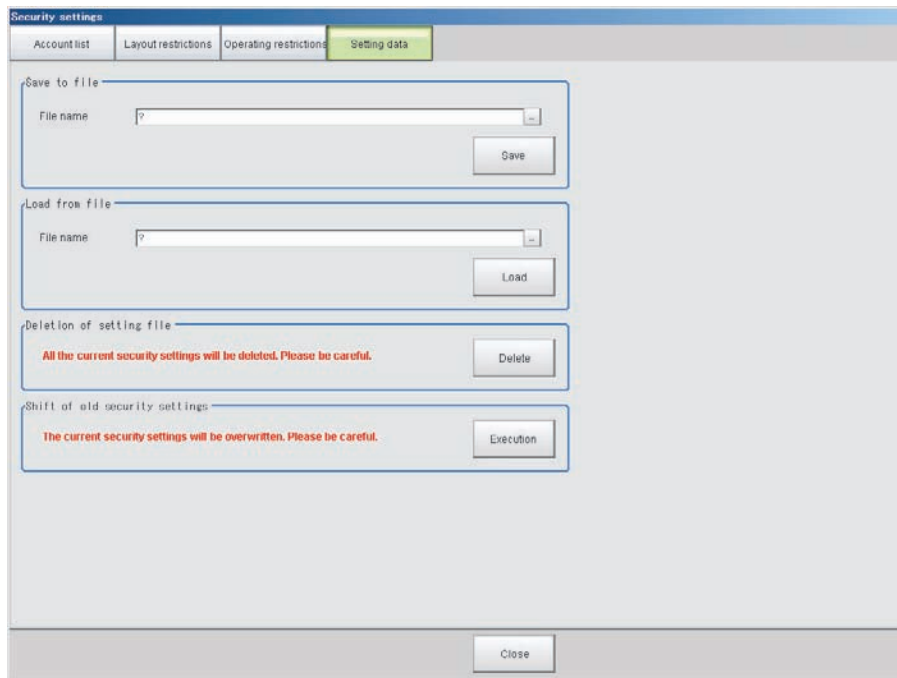 Security settings
Account list Layout restrictions Operating restrictions Setting data
Save to file
File name ? ...
Save
Load from file
File name ? ...
Load
Deletion of setting file
All the current security settings will be deleted. Please be careful. Delete
Shift of old security settings
The current security settings will be overwritten. Please be careful. Execution
Close